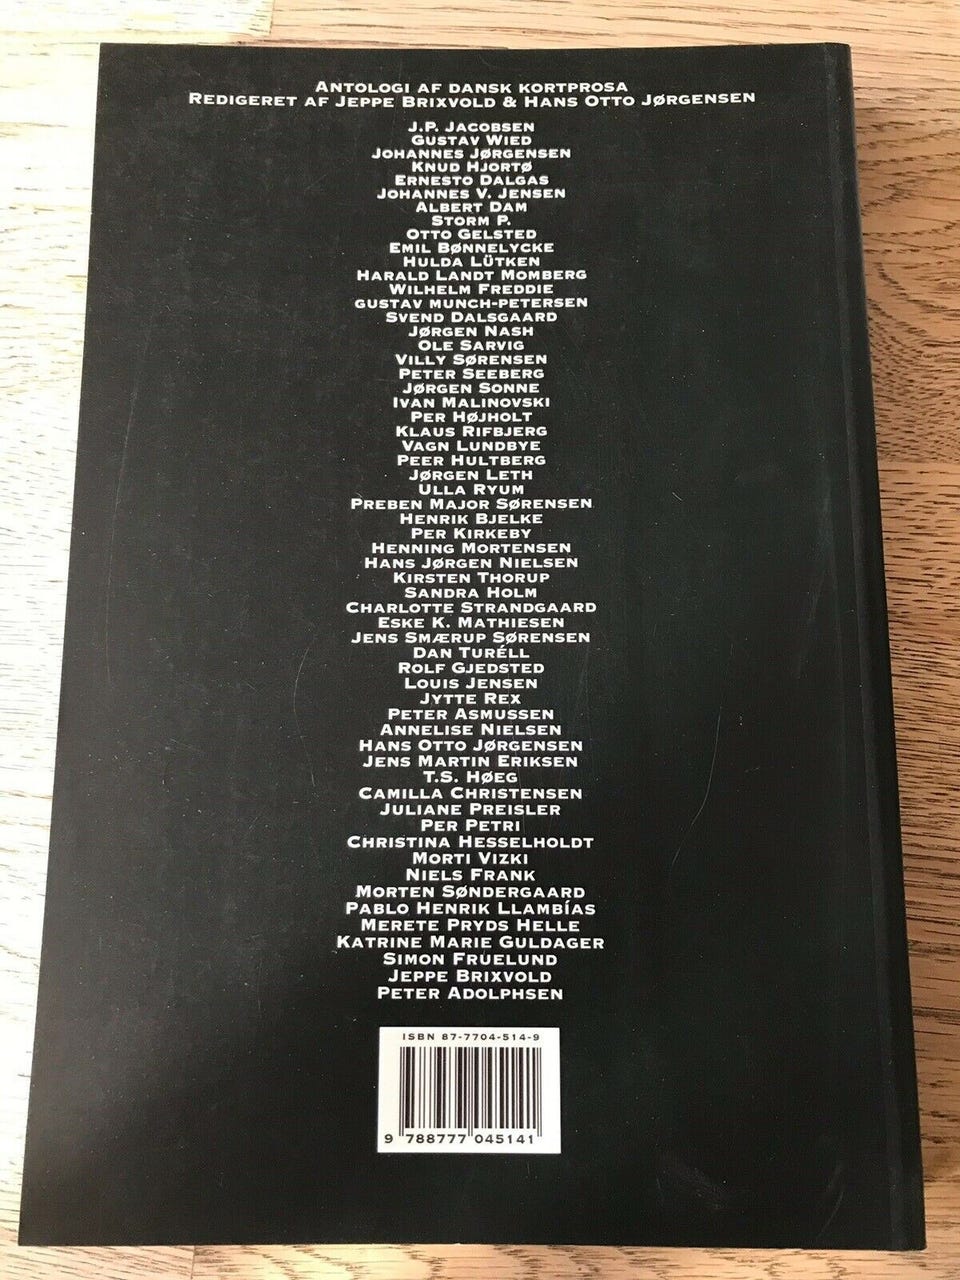 ANTOLOGI AF DANSK KORTPROSA
REDIGERET AF JEPPE BRIXVOLD & HANS OTTO JØRGENSEN
J.P. JACOBSEN
GUSTAV WIED
JOHANNES JØRGENSEN
KNUD HJORTØ
ERNESTO DALGAS
JOHANNES V. JENSEN
ALBERT DAM
STORM P.
OTTO GELSTED
EMIL BØNNELYCKE
HULDA LÜTKEN
HARALD LANDT MOMBERG
WILHELM FREDDIE
GUSTAV MUNCH-PETERSEN
SVEND DALSGAARD
JØRGEN NASH
OLE SARVIG
VILLY SØRENSEN
PETER SEEBERG
JØRGEN SONNE
IVAN MALINOVSKI
PER HØJHOLT
KLAUS RIFBJERG
VAGN LUNDBYE
PEER HULTBERG
JØRGEN LETH
ULLA RYUM
PREBEN MAJOR SØRENSEN
HENRIK BJELKE
PER KIRKEBY
HENNING MORTENSEN
HANS JØRGEN NIELSEN
KIRSTEN THORUP
SANDRA HOLM
CHARLOTTE STRANDGAARD
ESKE K. MATHIESEN
JENS SMÆRUP SØRENSEN
DAN TURÉLL
ROLF GJEDSTED
LOUIS JENSEN
JYTTE REX
PETER ASMUSSEN
ANNELISE NIELSEN
HANS OTTO JØRGENSEN
JENS MARTIN ERIKSEN
T.S. HØEG
CAMILLA CHRISTENSEN
JULIANE PREISLER
PER PETRI
CHRISTINA HESSELHOLDT
MORTI VIZKI
NIELS FRANK
MORTEN SØNDERGAARD
PABLO HENRIK LLAMBÍAS
MERETE PRYDS HELLE
KATRINE MARIE GULDAGER
SIMON FRUELUND
JEPPE BRIXVOLD
PETER ADOLPHSEN
ISBN 87-7704-514-9
9 788777 045141